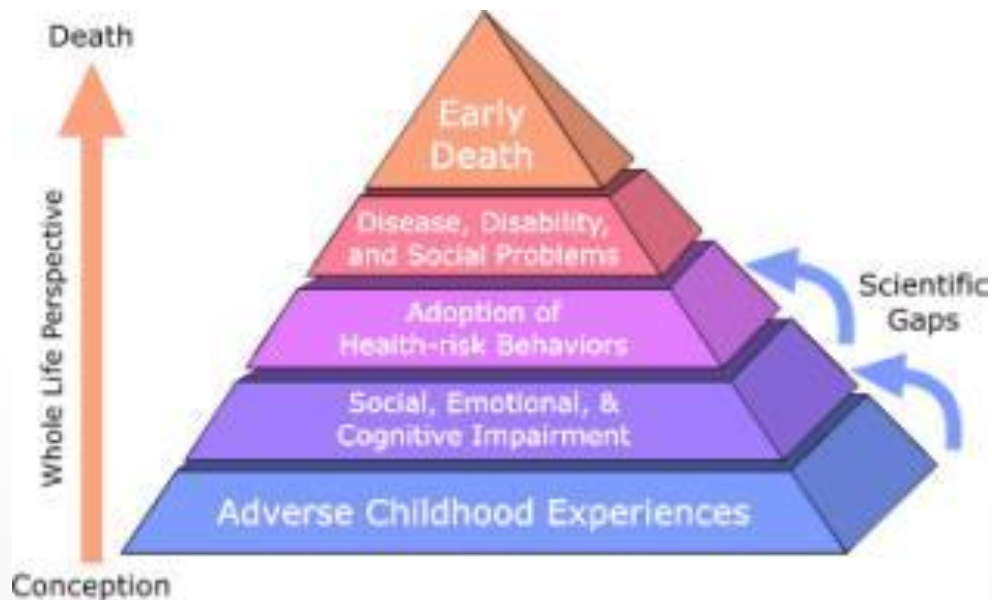 Death
Whole Life Perspective
Conception
Early
Death
Disease, Disability,
and Social Problems
Adoption of
Health-risk Behaviors
Social, Emotional, &
Cognitive Impairment
Adverse Childhood Experiences
Scientific
Gaps